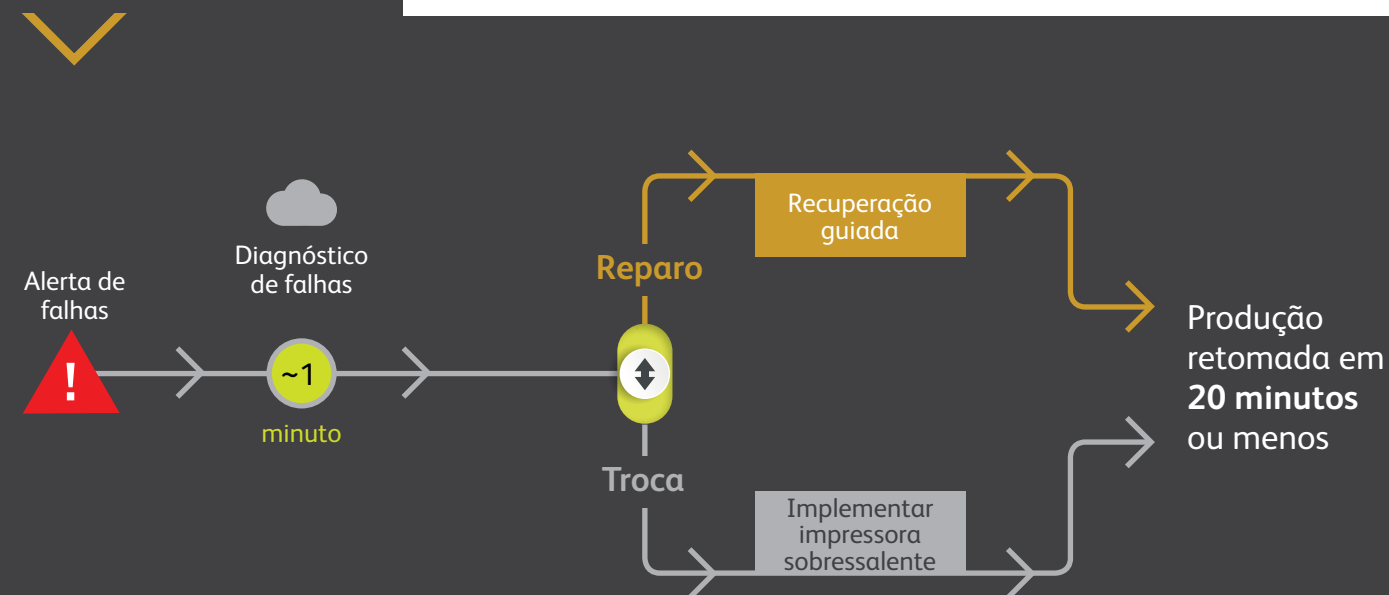 Alerta de
falhas
!
Diagnóstico
de falhas
~1
minuto
Reparo
Recuperação
guiada
Troca
Implementar
impressora
sobressalente
Produção
retomada em
20 minutos
ou menos